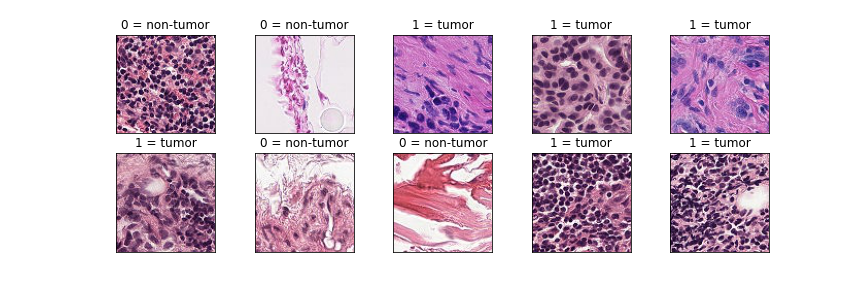 0 = non-tumor
0 = non-tumor
1 = tumor
1 = tumor
1 = tumor
1 = tumor
0 = non-tumor
0 = non-tumor
1 = tumor
1 = tumor